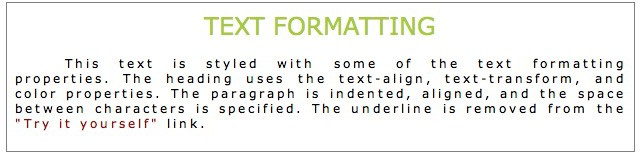 TEXT FORMATTING
This text is styled with some of the text formatting
properties. The heading uses the text-align, text-transform, and
color properties. The paragraph is indented, aligned, and the space
between characters is specified. The underline is removed from the
"Try it yourself" link.